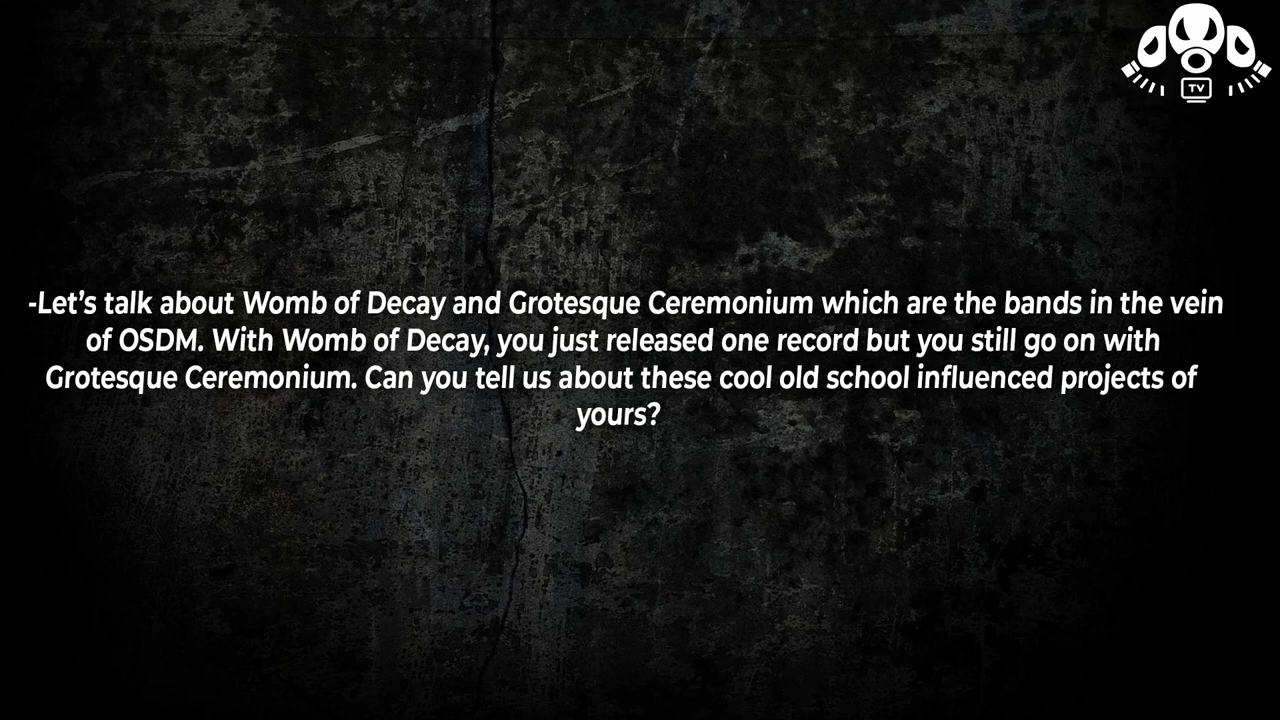 TV
-Let's talk about Womb of Decay and Grotesque Ceremonium which are the bands in the vein
of OSDM. With Womb of Decay, you just released one record but you still go on with
Grotesque Ceremonium. Can you tell us about these cool old school influenced projects of
yours?